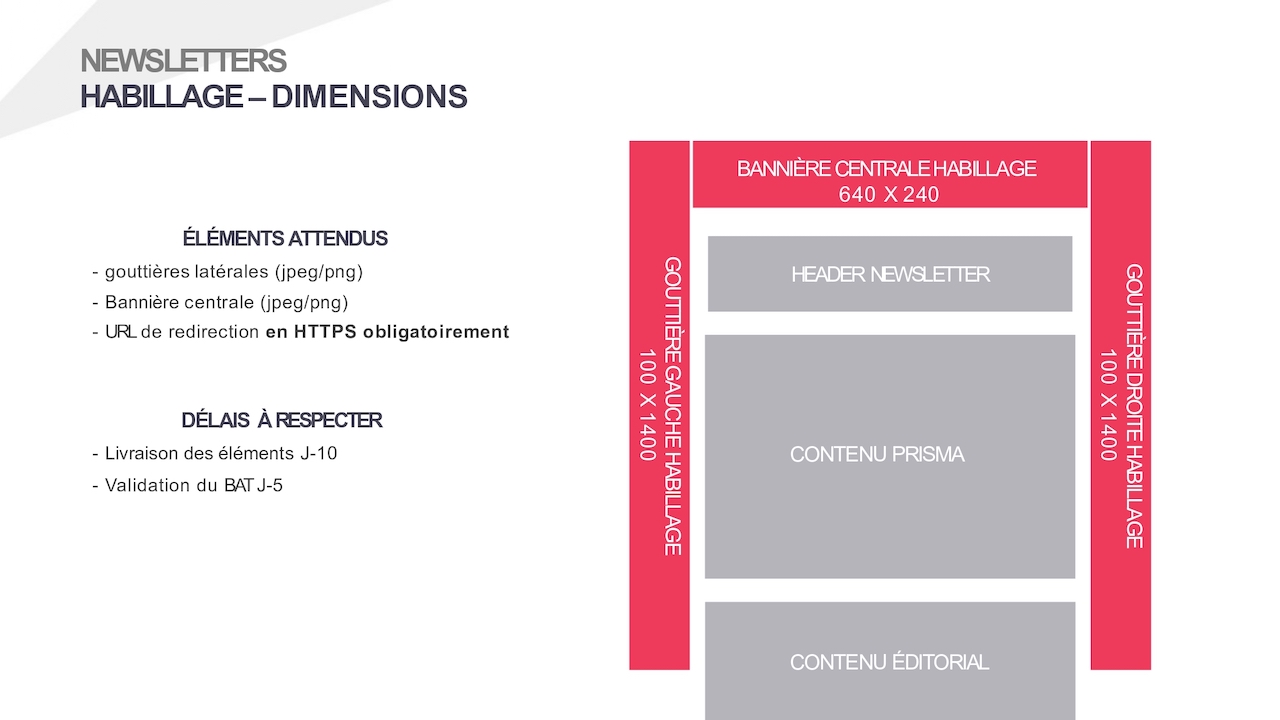 NEWSLETTERS
HABILLAGE – DIMENSIONS
ÉLÉMENTS ATTENDUS
- gouttières latérales (jpeg/png)
- Bannière centrale (jpeg/png)
- URL de redirection en HTTPS obligatoirement
DÉLAIS À RESPECTER
- Livraison des éléments J-10
- Validation du BAT J-5
BANNIÈRE CENTRALE HABILLAGE
640 X 240
GOUTTIÈRE GAUCHE HABILLAGE
100 X 1400
HEADER NEWSLETTER
CONTENU PRISMA
CONTENU ÉDITORIAL
GOUTTIÈRE DROITE HABILLAGE
100 X 1400